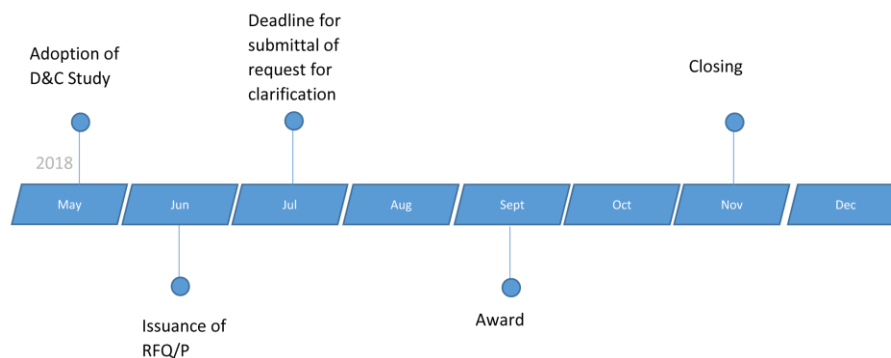 Adoption of
D&C Study
Deadline for
submittal of
request for
clarification
Closing
2018
May
Jun
Jul
Aug
Sept
Oct
Nov
Dec
Issuance of
RFQ/P
Award